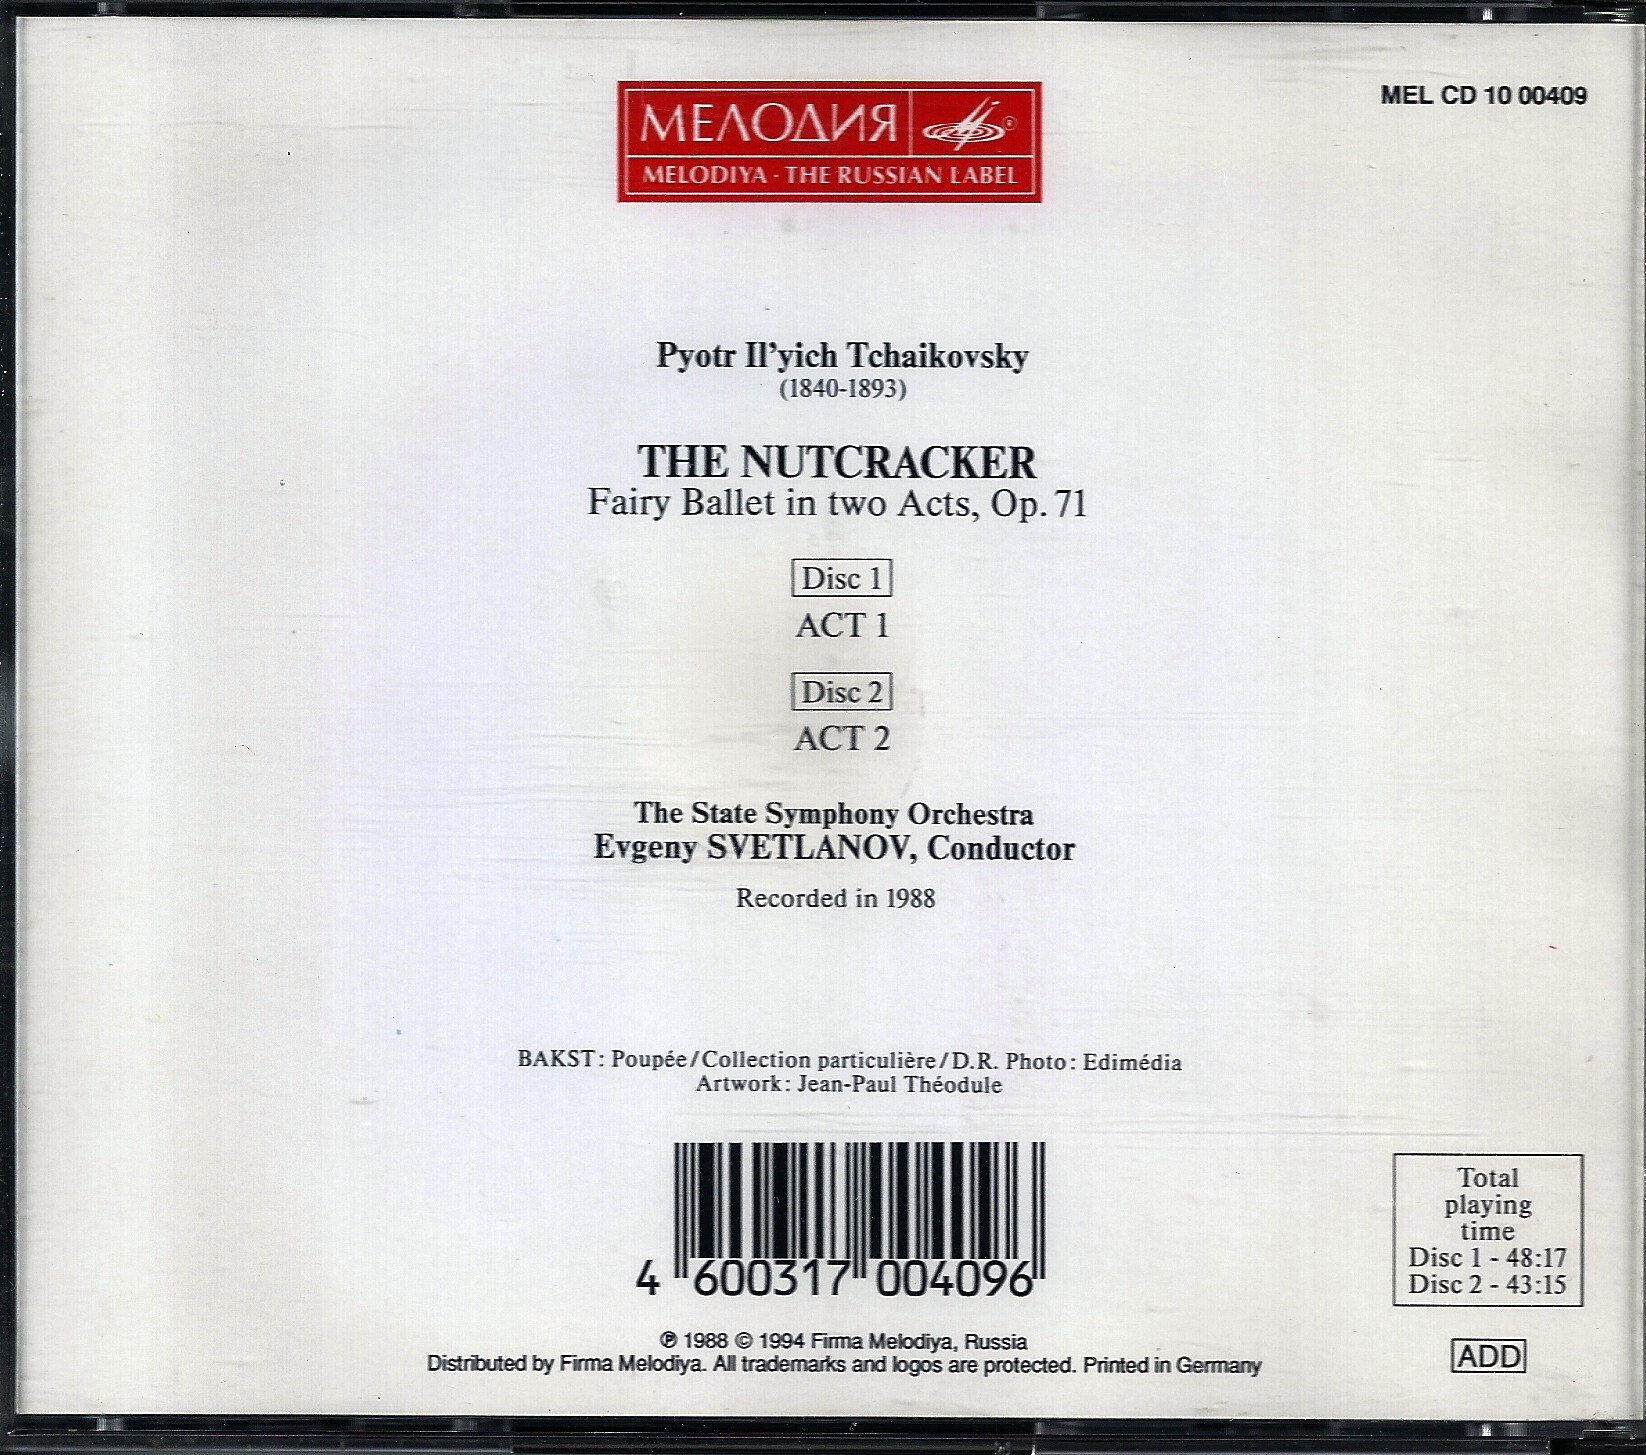 MEL CD 10 00409
МЕЛОДИЯ ®
MELODIYA - THE RUSSIAN LABEL
Pyotr Il'yich Tchaikovsky
(1840-1893)
THE NUTCRACKER
Fairy Ballet in two Acts, Op. 71
Disc 1
ACT 1
Disc 2
ACT 2
The State Symphony Orchestra
Evgeny SVETLANOV, Conductor
Recorded in 1988
BAKST: Poupée/Collection particulière/D.R. Photo: Edimédia
Artwork: Jean-Paul Théodule
4 600317 004096
Total
playing
time
Disc 1 - 48:17
Disc 2 - 43:15
℗ 1988 © 1994 Firma Melodiya, Russia
Distributed by Firma Melodiya. All trademarks and logos are protected. Printed in Germany
ADD